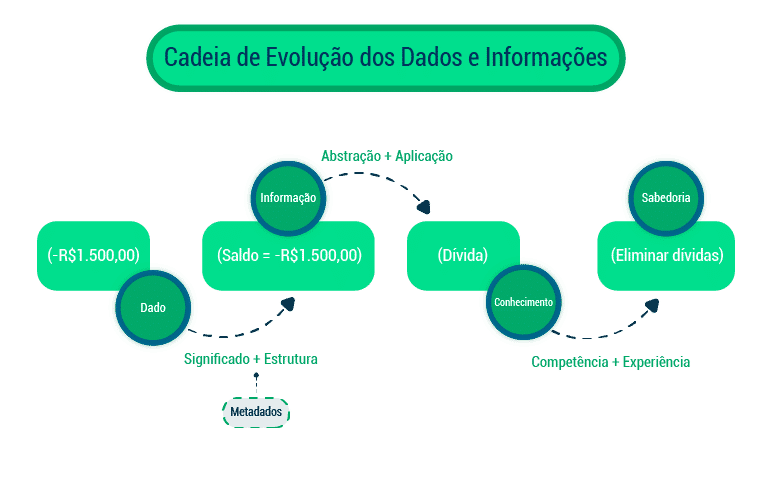 Cadeia de Evolução dos Dados e Informações
Abstração + Aplicação
Informação
Sabedoria
(-R$1.500,00)
(Saldo = -R$1.500,00)
(Dívida)
(Eliminar dívidas)
Dado
Conhecimento
Significado + Estrutura
Competência + Experiência
Metadados